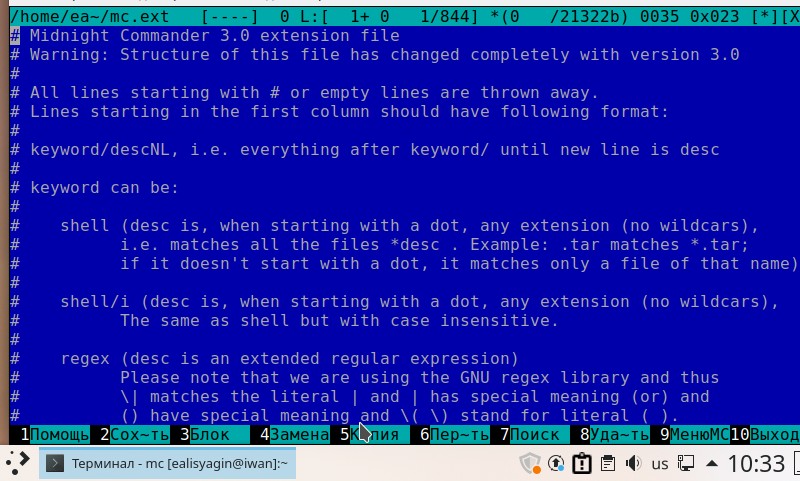 /home/ea~/mc.ext   [----]  0 L:[  1+ 0   1/844] *(0   /21322b) 0035 0x023 [*][X
# Midnight Commander 3.0 extension file
# Warning: Structure of this file has changed completely with version 3.0
#
# All lines starting with # or empty lines are thrown away.
# Lines starting in the first column should have following format:
#
# keyword/descNL, i.e. everything after keyword/ until new line is desc
#
# keyword can be:
#
#    shell (desc is, when starting with a dot, any extension (no wildcars),
#          i.e. matches all the files *desc . Example: .tar matches *.tar;
#          if it doesn't start with a dot, it matches only a file of that name)
#
#    shell/i (desc is, when starting with a dot, any extension (no wildcars),
#          The same as shell but with case insensitive.
#
#    regex (desc is an extended regular expression)
#          Please note that we are using the GNU regex library and thus
#          \| matches the literal | and | has special meaning (or) and
#          () have special meaning and \( \) stand for literal ( ).
1Помощь 2Сох~ть 3Блок 4Замена 5Копия 6Пер~ть 7Поиск 8Уда~ть 9МенюМС 10Выход
Терминал - mc [ealisyagin@iwan]:~ us 10:33